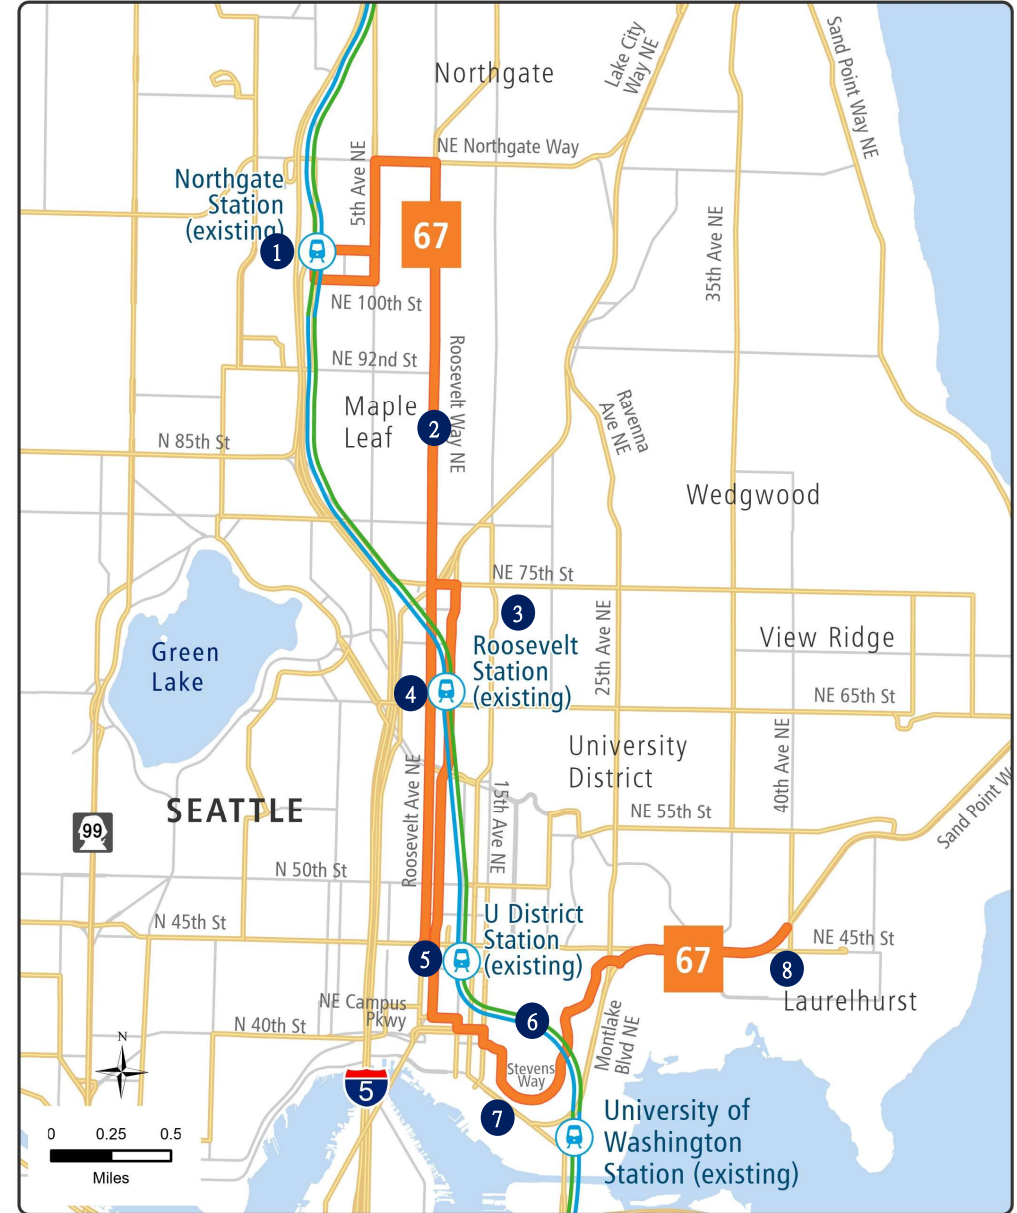 Northgate
Lake City
Way NE
Sand Point Way NE
NE Northgate Way
5th Ave NE
Northgate
Station
(existing)
1
67
35th Ave NE
NE 100th St
NE 92nd St
Roosevelt Way NE
Maple
Leaf
2
Ravenna
Ave NE
N 85th St
Wedgwood
NE 75th St
3
25th Ave NE
Green
Lake
Roosevelt
Station
(existing)
4
View Ridge
NE 65th St
University
District
40th Ave NE
Roosevelt Ave NE
15th Ave NE
SEATTLE
99
NE 55th St
Sand Point W
N 50th St
N 45th St
U District
Station
(existing)
5
67
NE 45th St
8
Laurelhurst
NE Campus
Pkwy
6
N 40th St
Montlake
Blvd NE
N
Stevens
Way
5
7
University of
Washington
Station (existing)
0 0.25 0.5
Miles